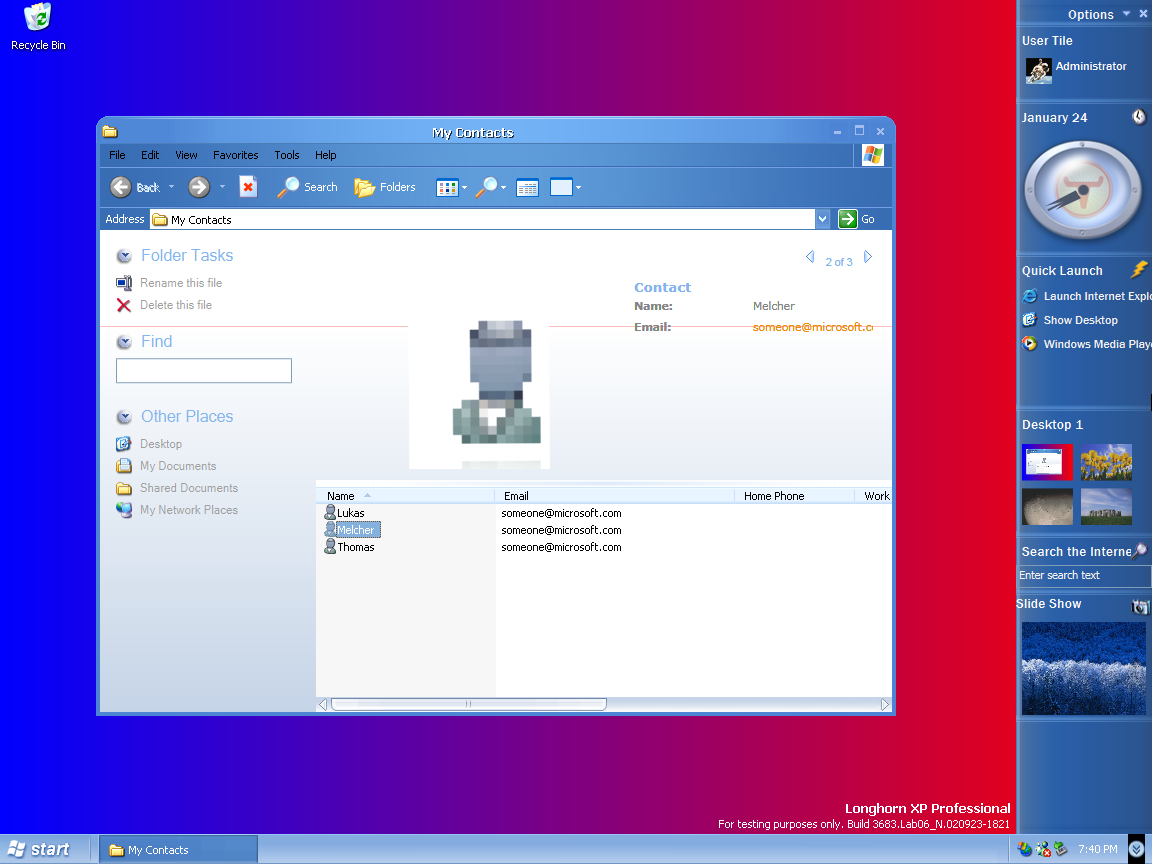 Recycle Bin
My Contacts
File Edit View Favorites Tools Help
Back Search Folders
Address My Contacts Go
Folder Tasks
Rename this file
Delete this file
Find
Other Places
Desktop
My Documents
Shared Documents
My Network Places
2 of 3
Contact
Name: Melcher
Email: someone@microsoft.co
Name Email Home Phone Work
Lukas someone@microsoft.com
Melcher someone@microsoft.com
Thomas someone@microsoft.com
Options
User Tile
Administrator
January 24
Quick Launch
Launch Internet Explo
Show Desktop
Windows Media Playe
Desktop 1
Search the Interne
Enter search text
Slide Show
Longhorn XP Professional
For testing purposes only. Build 3683.Lab06_N.020923-1821
start My Contacts 7:40 PM